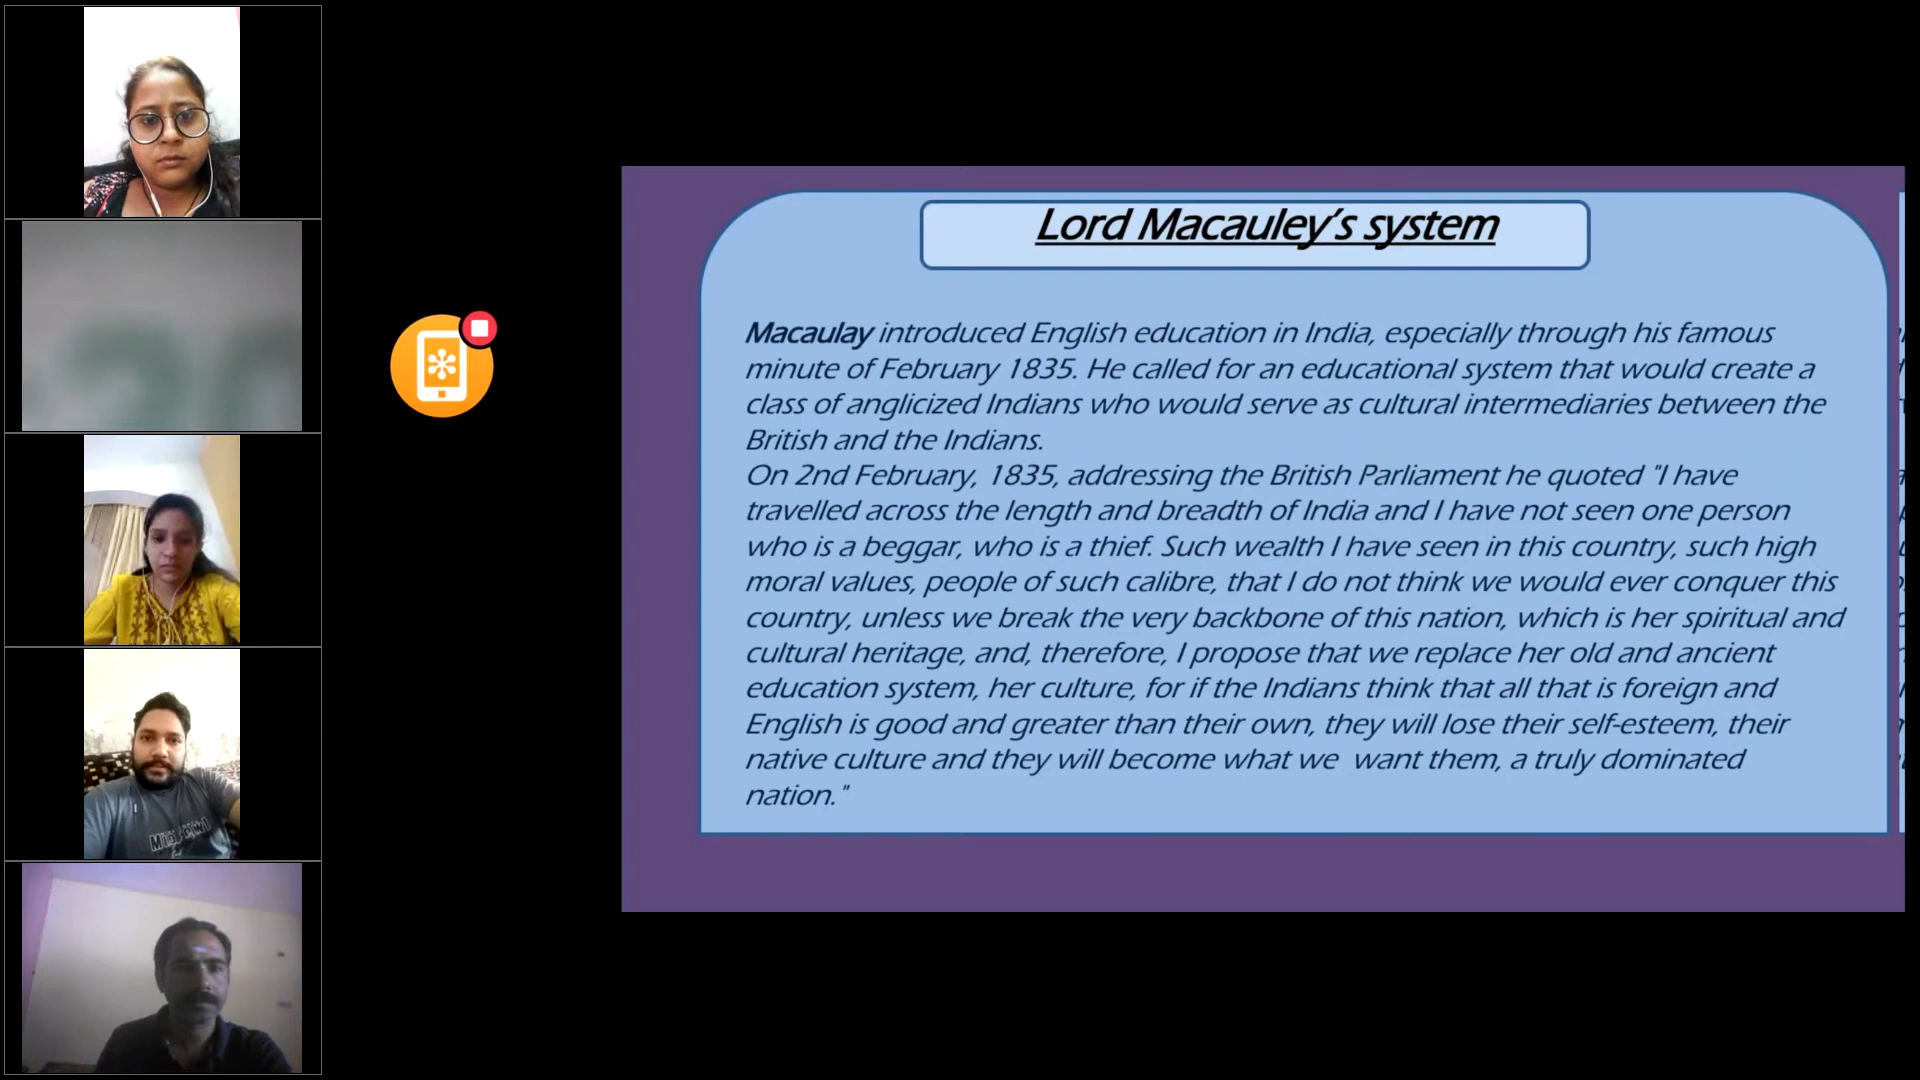 Lord Macauley's system
Macaulay introduced English education in India, especially through his famous
minute of February 1835. He called for an educational system that would create a
class of anglicized Indians who would serve as cultural intermediaries between the
British and the Indians.
On 2nd February, 1835, addressing the British Parliament he quoted "I have
travelled across the length and breadth of India and I have not seen one person
who is a beggar, who is a thief. Such wealth I have seen in this country, such high
moral values, people of such calibre, that I do not think we would ever conquer this
country, unless we break the very backbone of this nation, which is her spiritual and
cultural heritage, and, therefore, I propose that we replace her old and ancient
education system, her culture, for if the Indians think that all that is foreign and
English is good and greater than their own, they will lose their self-esteem, their
native culture and they will become what we want them, a truly dominated
nation."